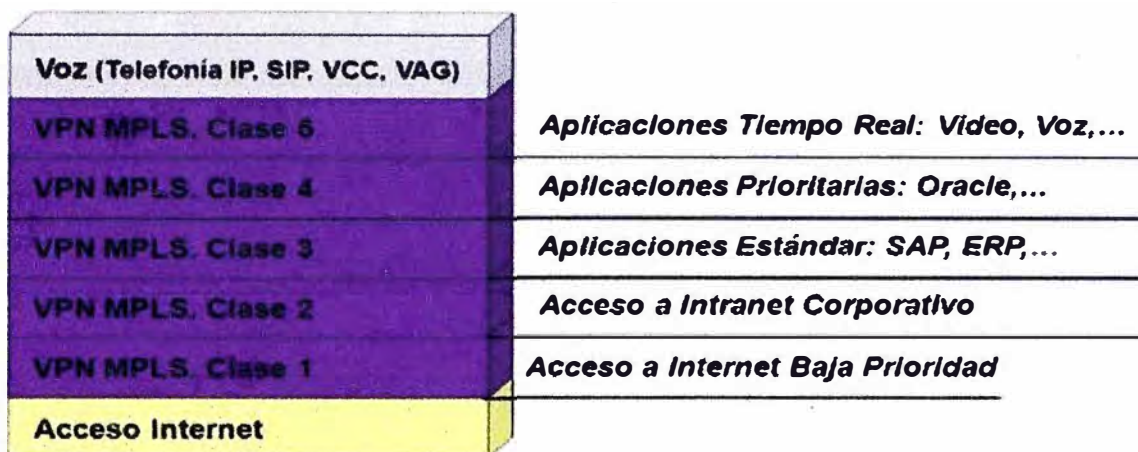 Voz (Telefonía IP, SIP, VCC, VAG)
VPN MPLS. Clase 5 Aplicaciones Tiempo Real: Vídeo, Voz,...
VPN MPLS. Clase 4 Aplicaciones Prioritarias: Oracle,...
VPN MPLS. Clase 3 Aplicaciones Estándar: SAP, ERP,...
VPN MPLS. Clase 2 Acceso a Intranet Corporativo
VPN MPLS. Clase 1 Acceso a Internet Baja Prioridad
Acceso Internet